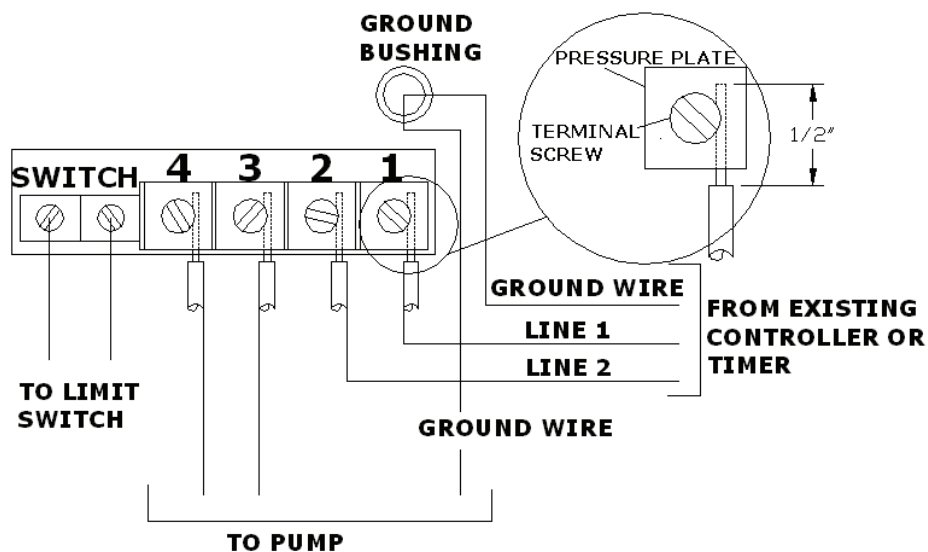 GROUND
BUSHING
PRESSURE PLATE
TERMINAL
SCREW
1/2"
SWITCH
4
3
2
1
GROUND WIRE
LINE 1
LINE 2
FROM EXISTING
CONTROLLER OR
TIMER
TO LIMIT
SWITCH
GROUND WIRE
TO PUMP